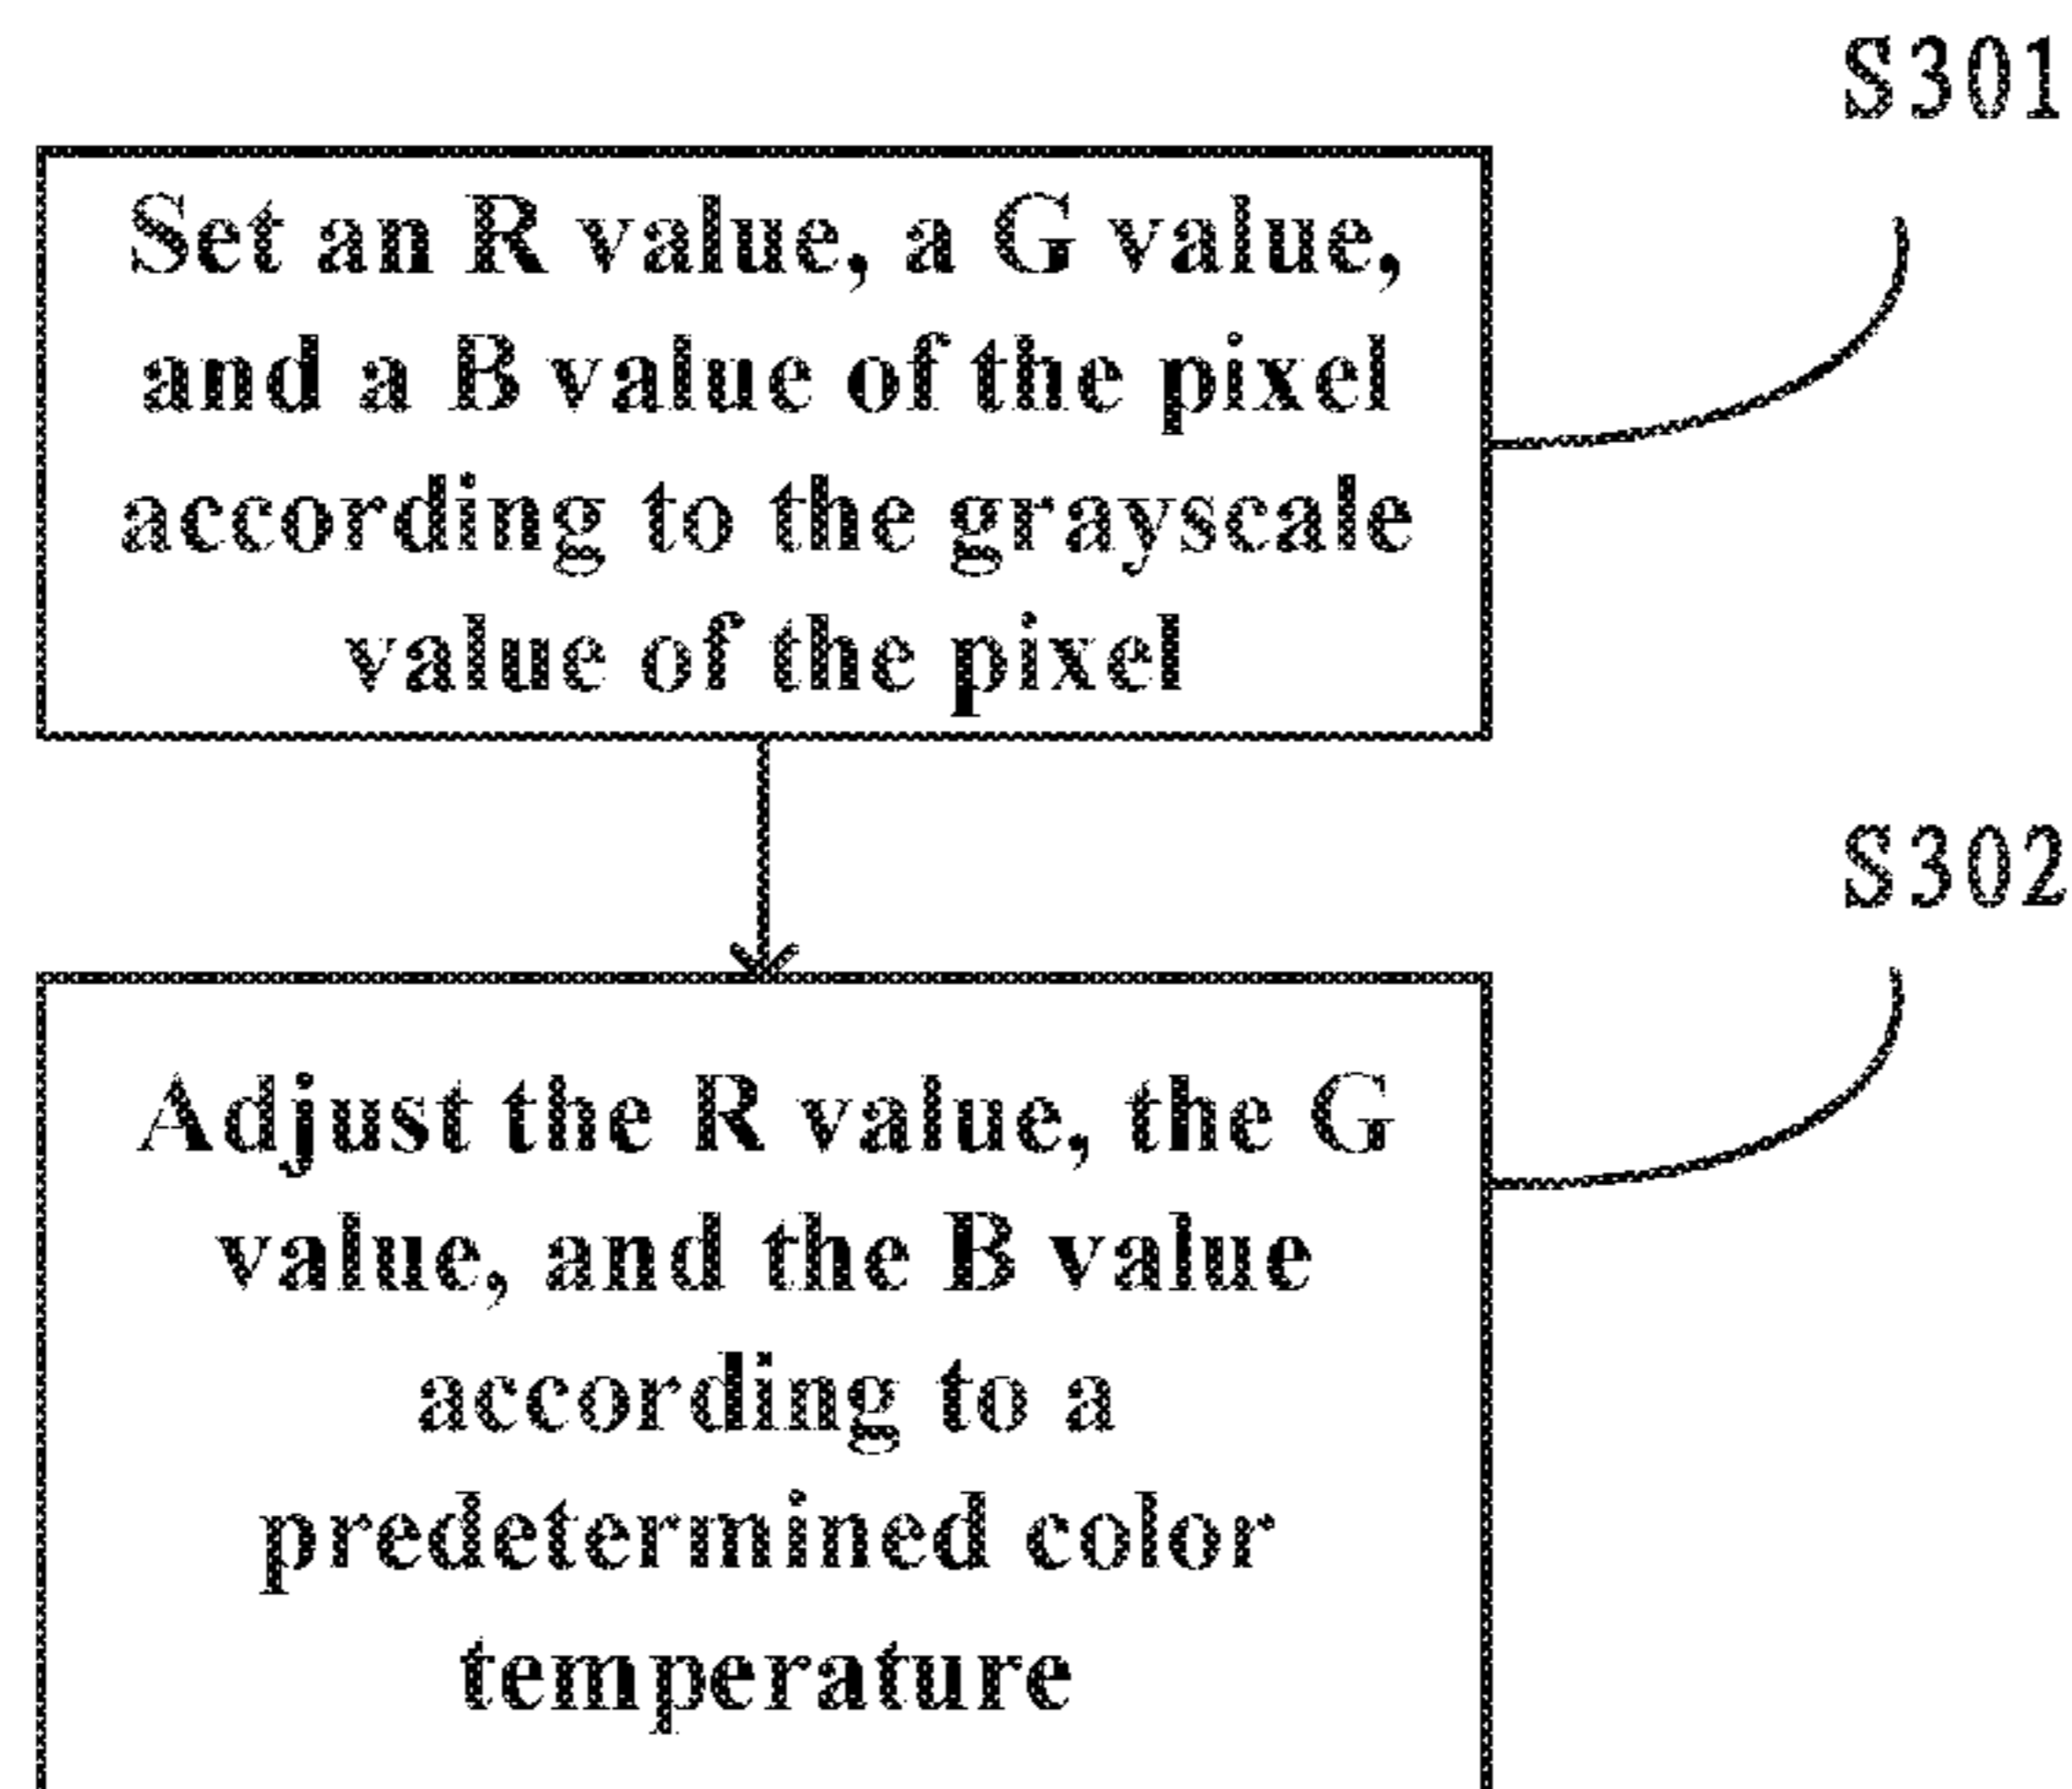 S301
Set an R value, a G value,
and a B value of the pixel
according to the grayscale
value of the pixel
S302
Adjust the R value, the G
value, and the B value
according to a
predetermined color
temperature